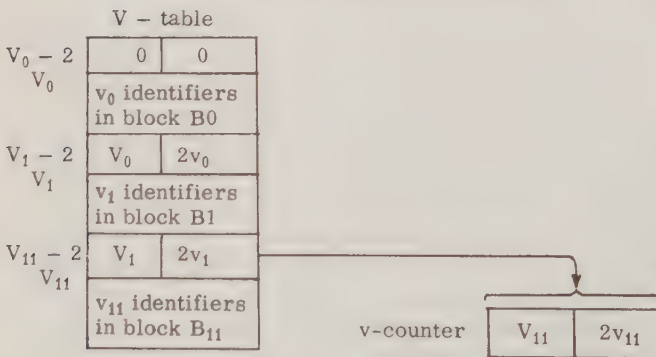 V - table
V₀ - 2 0 0
V₀
v₀ identifiers
in block B0
V₁ - 2 V₀ 2v₀
V₁
v₁ identifiers
in block B1
V₁₁ - 2 V₁ 2v₁
V₁₁
v₁₁ identifiers
in block B₁₁
v-counter V₁₁ 2v₁₁